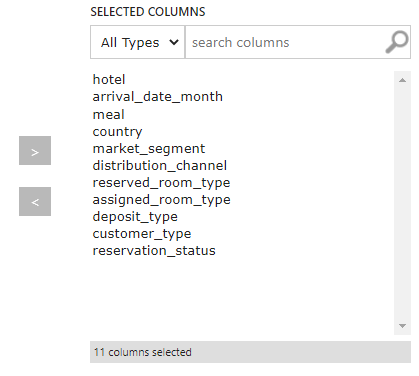 SELECTED COLUMNS
All Types search columns
hotel
arrival_date_month
meal
country
market_segment
distribution_channel
reserved_room_type
assigned_room_type
deposit_type
customer_type
reservation_status
>
<
11 columns selected